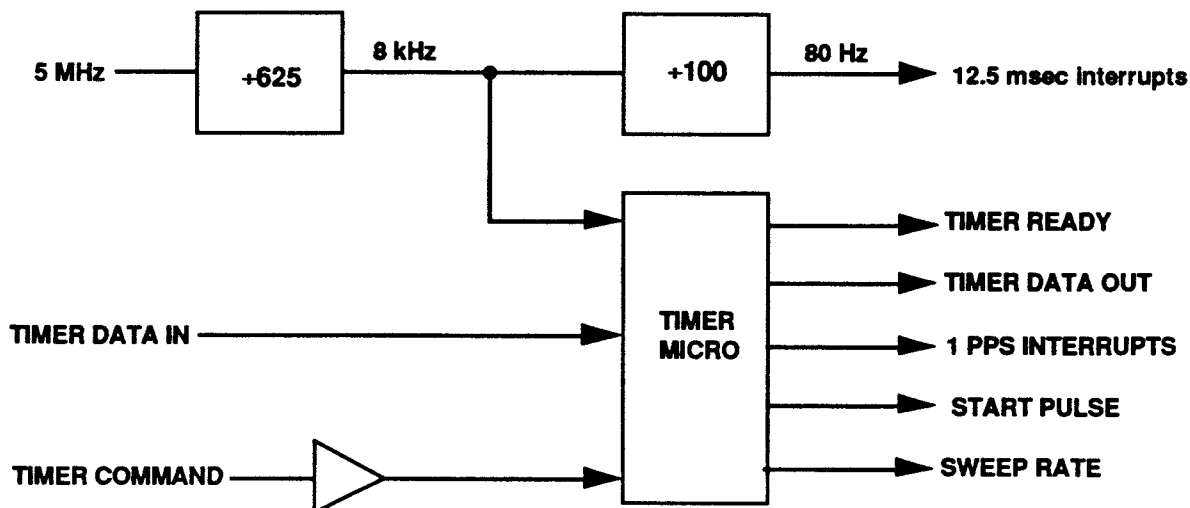 5 MHz
+625
8 kHz
+100
80 Hz
12.5 msec interrupts
TIMER READY
TIMER DATA OUT
TIMER DATA IN
TIMER
MICRO
1 PPS INTERRUPTS
START PULSE
TIMER COMMAND
SWEEP RATE